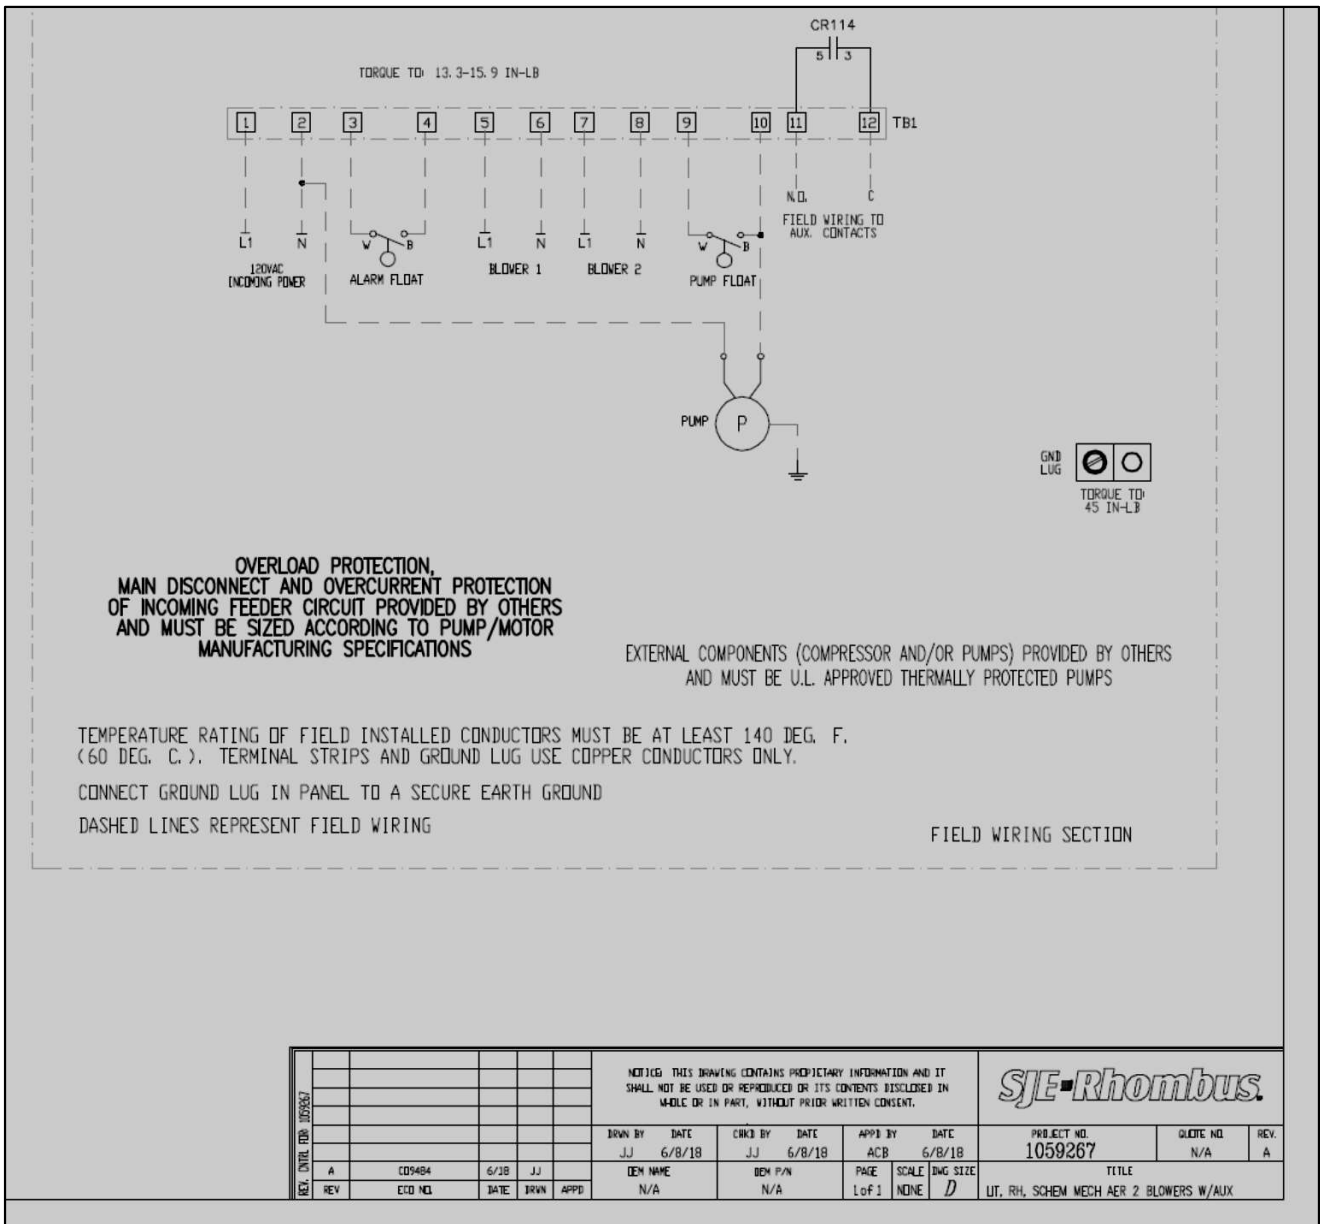 CR114
5 3
TORQUE TO: 13.3-15.9 IN-LB
1 2 3 4 5 6 7 8 9 10 11 12 TB1
N.O. C
FIELD WIRING TO
AUX. CONTACTS
L1 N W B L1 N L1 N W B
120VAC
INCOMING POWER
ALARM FLOAT
BLOWER 1
BLOWER 2
PUMP FLOAT
PUMP P
GND
LUG
TORQUE TO:
45 IN-LB
OVERLOAD PROTECTION,
MAIN DISCONNECT AND OVERCURRENT PROTECTION
OF INCOMING FEEDER CIRCUIT PROVIDED BY OTHERS
AND MUST BE SIZED ACCORDING TO PUMP/MOTOR
MANUFACTURING SPECIFICATIONS
EXTERNAL COMPONENTS (COMPRESSOR AND/OR PUMPS) PROVIDED BY OTHERS
AND MUST BE U.L. APPROVED THERMALLY PROTECTED PUMPS
TEMPERATURE RATING OF FIELD INSTALLED CONDUCTORS MUST BE AT LEAST 140 DEG. F.
(60 DEG. C.). TERMINAL STRIPS AND GROUND LUG USE COPPER CONDUCTORS ONLY.
CONNECT GROUND LUG IN PANEL TO A SECURE EARTH GROUND
DASHED LINES REPRESENT FIELD WIRING
FIELD WIRING SECTION
REV. CNTRL FOR: 1059267
NOTICE: THIS DRAWING CONTAINS PROPIETARY INFORMATION AND IT
SHALL NOT BE USED OR REPRODUCED OR ITS CONTENTS DISCLOSED IN
WHOLE OR IN PART, WITHOUT PRIOR WRITTEN CONSENT.
SJE-Rhombus.
DRWN BY DATE CHKD BY DATE APPD BY DATE PROJECT NO. QUOTE NO. REV.
JJ 6/8/18 JJ 6/8/18 ACB 6/8/18 1059267 N/A A
A CO9484 6/18 JJ OEM NAME OEM P/N PAGE SCALE DWG SIZE TITLE
REV ECO NO. DATE DRWN APPD N/A N/A 1 of 1 NONE D LIT, RH, SCHEM MECH AER 2 BLOWERS W/AUX